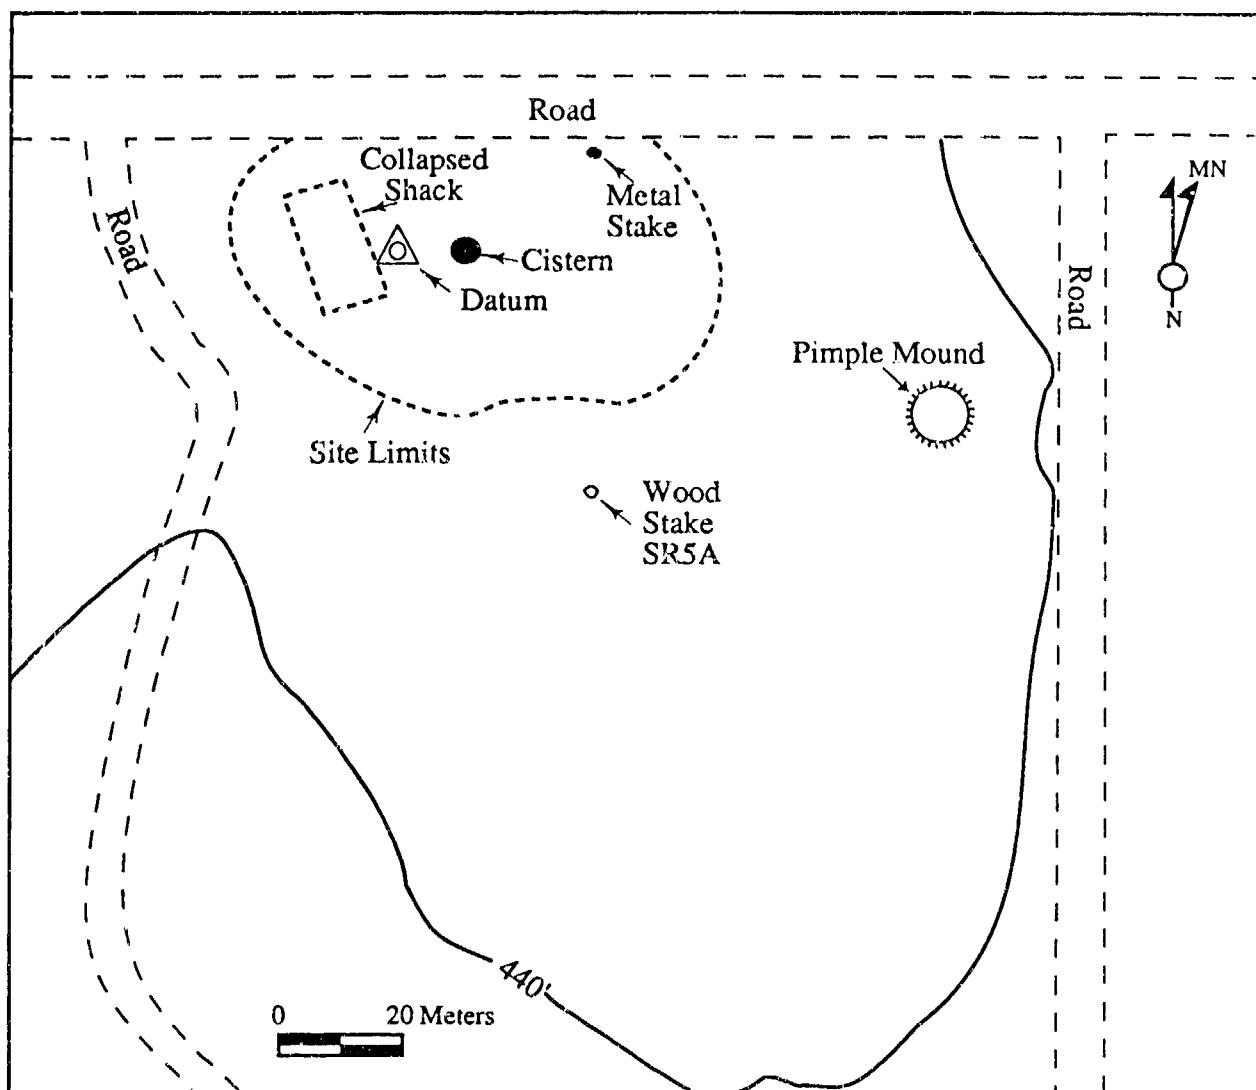 Road
Collapsed
Shack
Metal
Stake
MN
Road
Cistern
Datum
Road
N
Pimple Mound
Site Limits
Wood
Stake
SR5A
440'
0 20 Meters